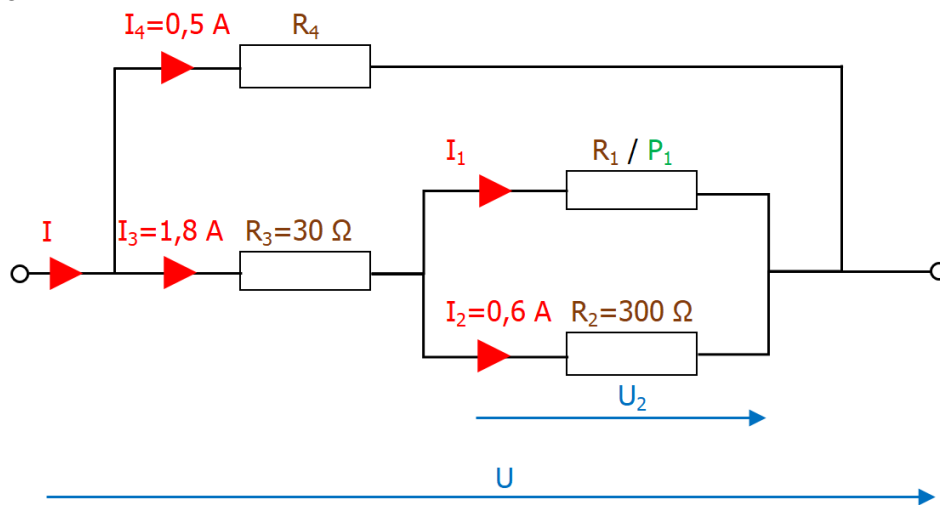 I₄=0,5 A R₄
I₁ R₁ / P₁
I I₃=1,8 A R₃=30 Ω
I₂=0,6 A R₂=300 Ω
U₂
U